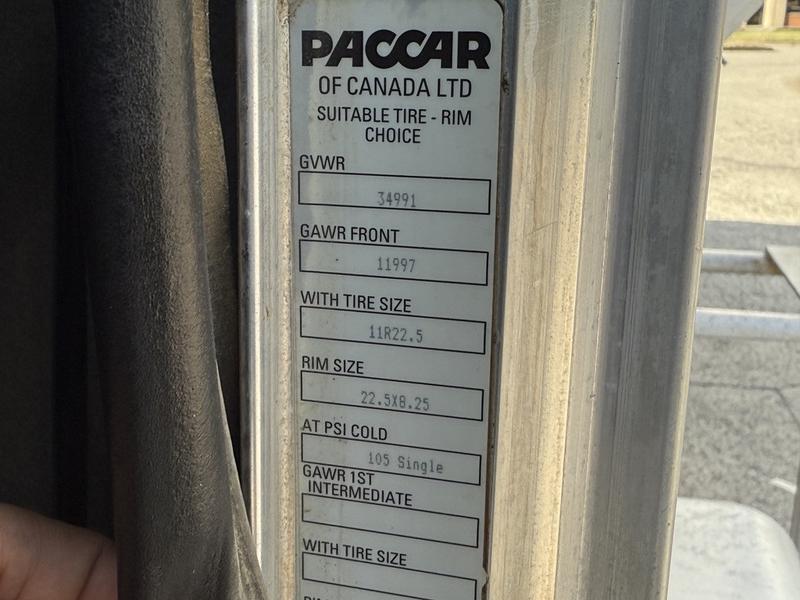 PACCAR
OF CANADA LTD
SUITABLE TIRE - RIM
CHOICE
GVWR
34991
GAWR FRONT
11997
WITH TIRE SIZE
11R22.5
RIM SIZE
22.5X8.25
AT PSI COLD
105 Single
GAWR 1ST
INTERMEDIATE
WITH TIRE SIZE